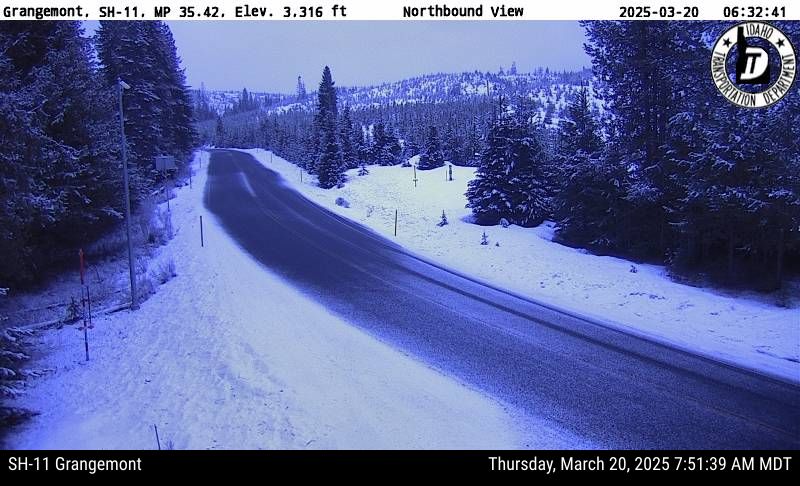 Grangemont, SH-11, MP 35.42, Elev. 3,316 ft Northbound View 2025-03-20 06:32:41
IDAHO
TRANSPORTATION DEPARTMENT
SH-11 Grangemont Thursday, March 20, 2025 7:51:39 AM MDT